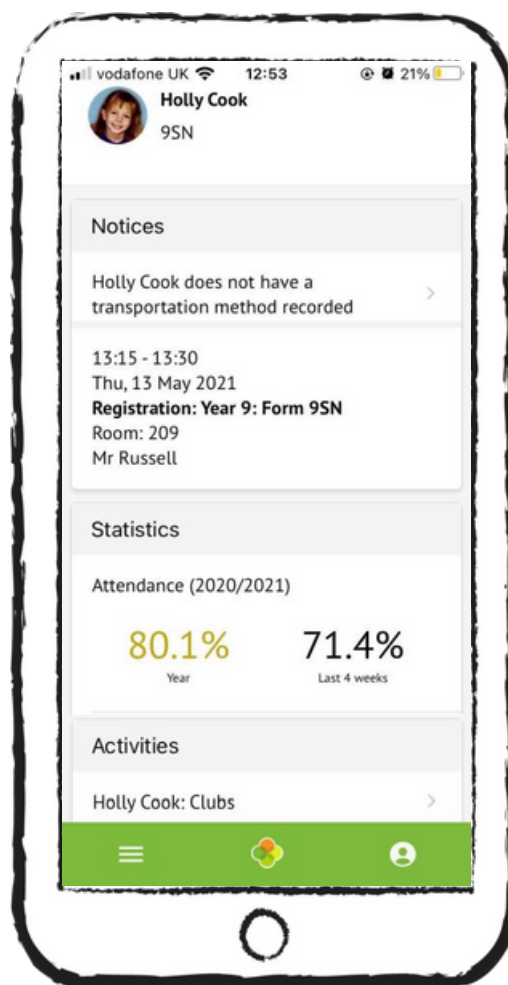 vodafone UK 12:53 21%
Holly Cook
9SN
Notices
Holly Cook does not have a
transportation method recorded
13:15 - 13:30
Thu, 13 May 2021
Registration: Year 9: Form 9SN
Room: 209
Mr Russell
Statistics
Attendance (2020/2021)
80.1% 71.4%
Year Last 4 weeks
Activities
Holly Cook: Clubs